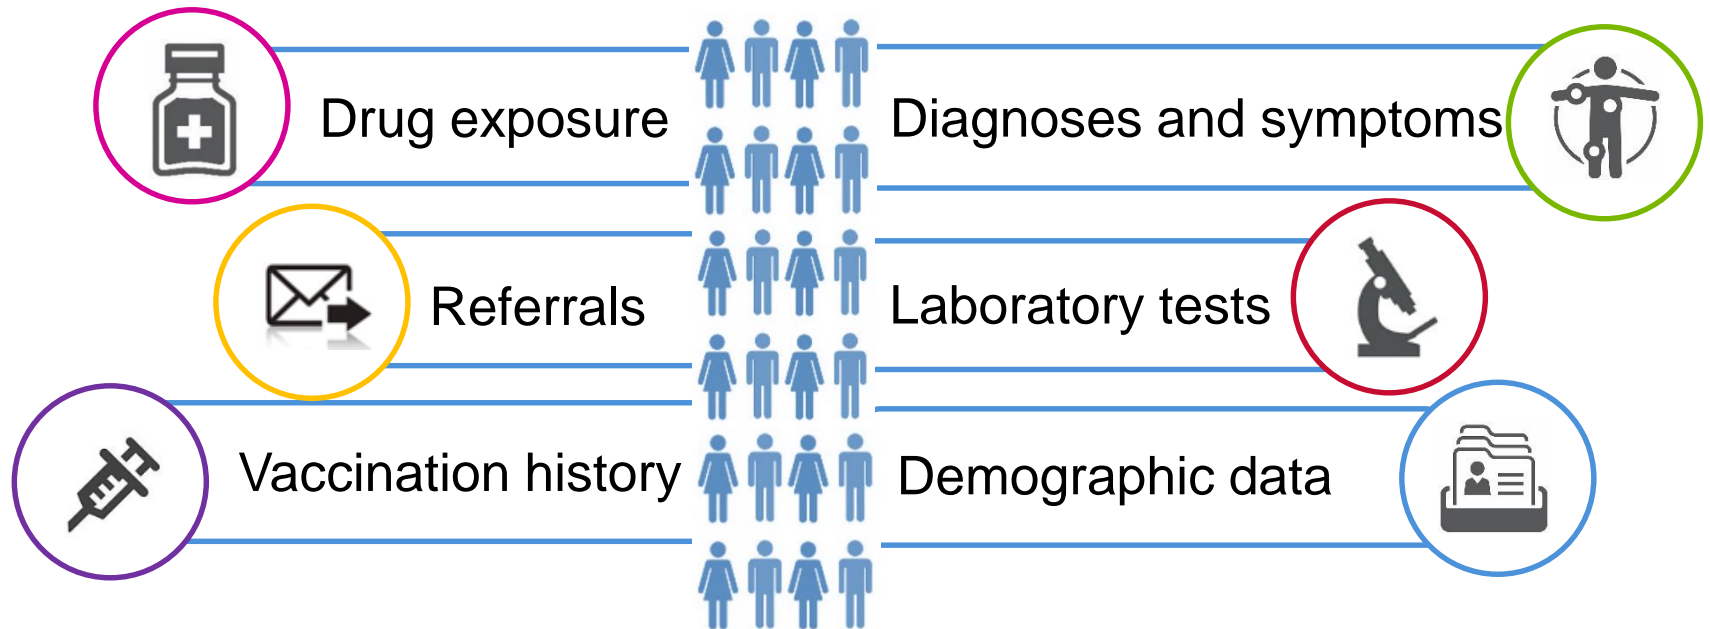 Drug exposure
Diagnoses and symptoms
Referrals
Laboratory tests
Vaccination history
Demographic data